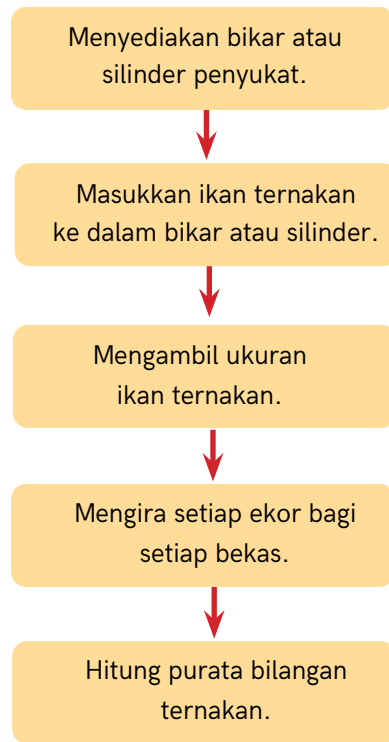 Menyediakan bikar atau
silinder penyukat.
Masukkan ikan ternakan
ke dalam bikar atau silinder.
Mengambil ukuran
ikan ternakan.
Mengira setiap ekor bagi
setiap bekas.
Hitung purata bilangan
ternakan.